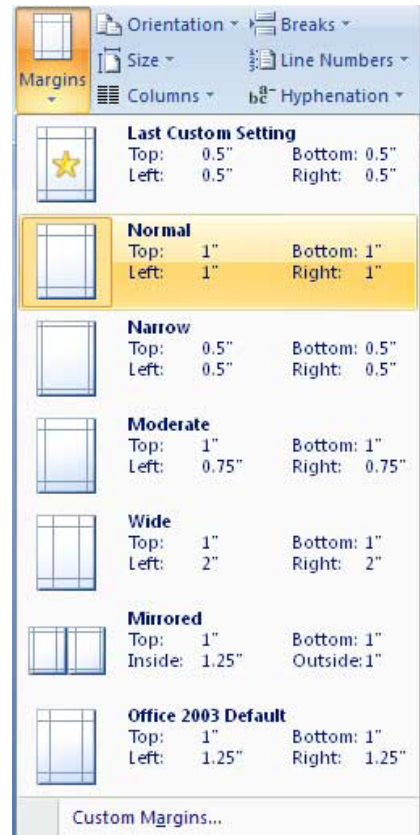 Margins
Orientation
Breaks
Size
Line Numbers
Columns
Hyphenation
Last Custom Setting
Top: 0.5" Bottom: 0.5"
Left: 0.5" Right: 0.5"
Normal
Top: 1" Bottom: 1"
Left: 1" Right: 1"
Narrow
Top: 0.5" Bottom: 0.5"
Left: 0.5" Right: 0.5"
Moderate
Top: 1" Bottom: 1"
Left: 0.75" Right: 0.75"
Wide
Top: 1" Bottom: 1"
Left: 2" Right: 2"
Mirrored
Top: 1" Bottom: 1"
Inside: 1.25" Outside: 1"
Office 2003 Default
Top: 1" Bottom: 1"
Left: 1.25" Right: 1.25"
Custom Margins...